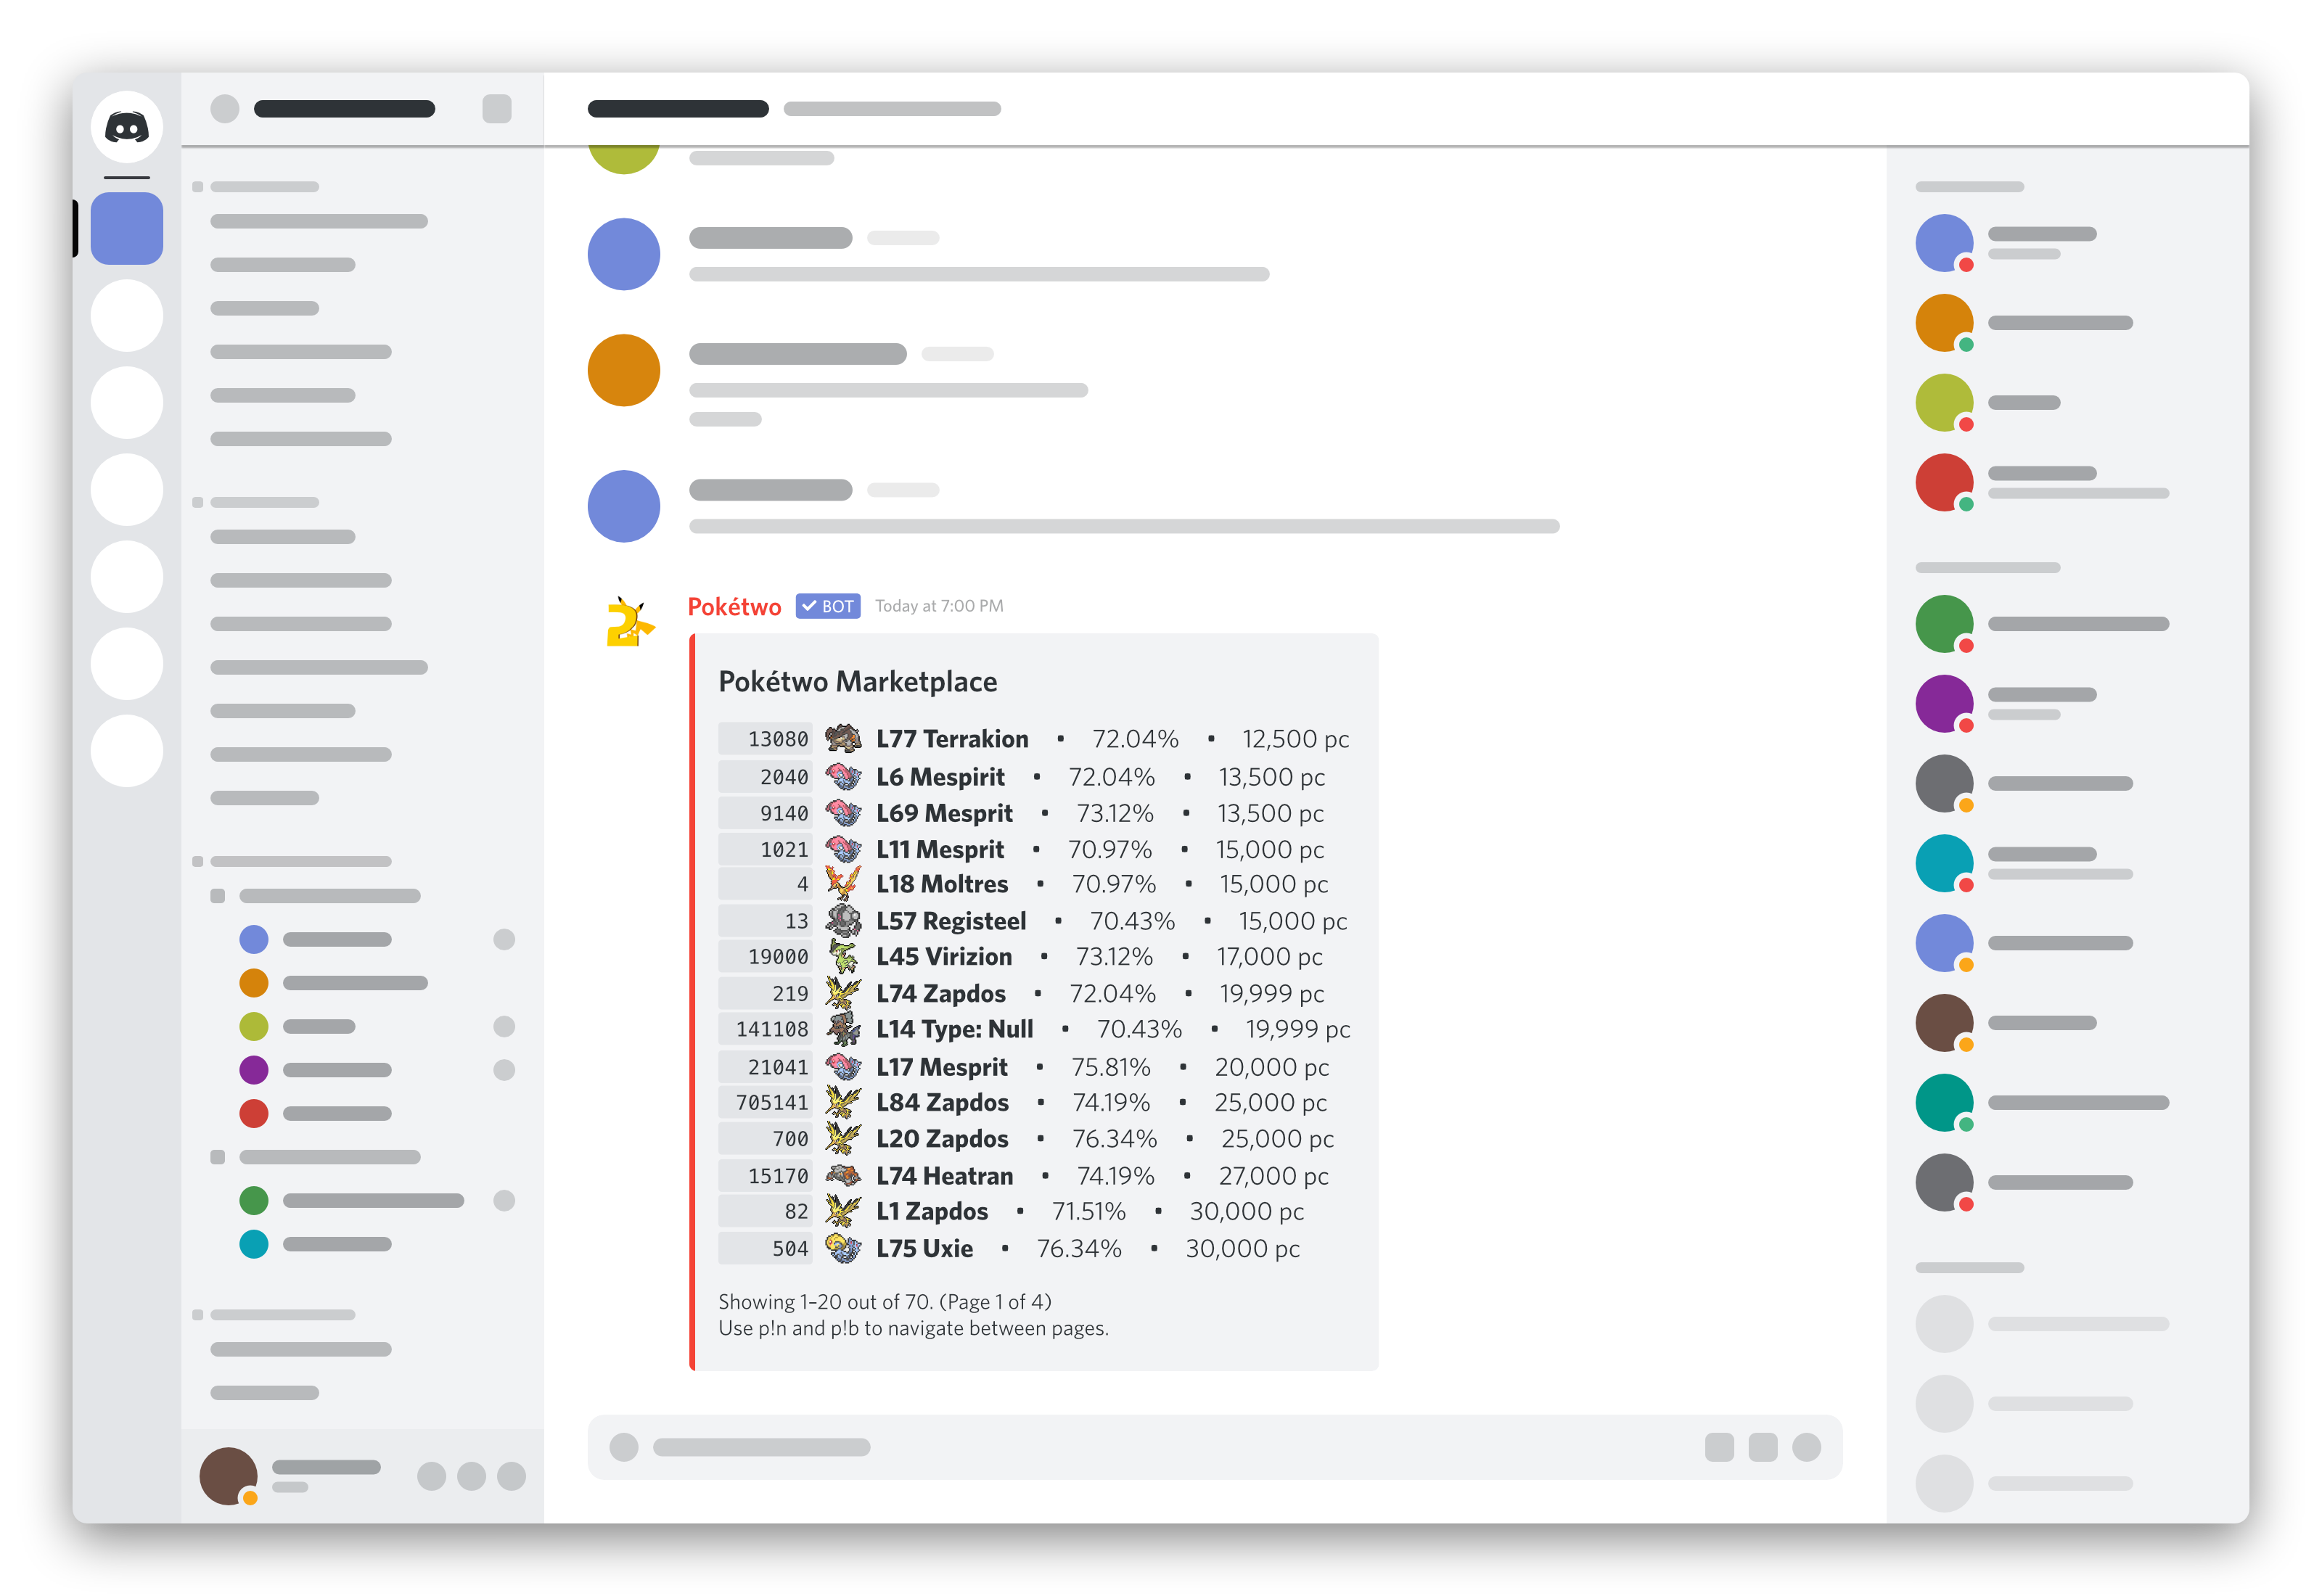 Pokétwo BOT Today at 7:00 PM
Pokétwo Marketplace
13080 L77 Terrakion • 72.04% • 12,500 pc
2040 L6 Mespirit • 72.04% • 13,500 pc
9140 L69 Mesprit • 73.12% • 13,500 pc
1021 L11 Mesprit • 70.97% • 15,000 pc
4 L18 Moltres • 70.97% • 15,000 pc
13 L57 Registeel • 70.43% • 15,000 pc
19000 L45 Virizion • 73.12% • 17,000 pc
219 L74 Zapdos • 72.04% • 19,999 pc
141108 L14 Type: Null • 70.43% • 19,999 pc
21041 L17 Mesprit • 75.81% • 20,000 pc
705141 L84 Zapdos • 74.19% • 25,000 pc
700 L20 Zapdos • 76.34% • 25,000 pc
15170 L74 Heatran • 74.19% • 27,000 pc
82 L1 Zapdos • 71.51% • 30,000 pc
504 L75 Uxie • 76.34% • 30,000 pc
Showing 1–20 out of 70. (Page 1 of 4)
Use p!n and p!b to navigate between pages.